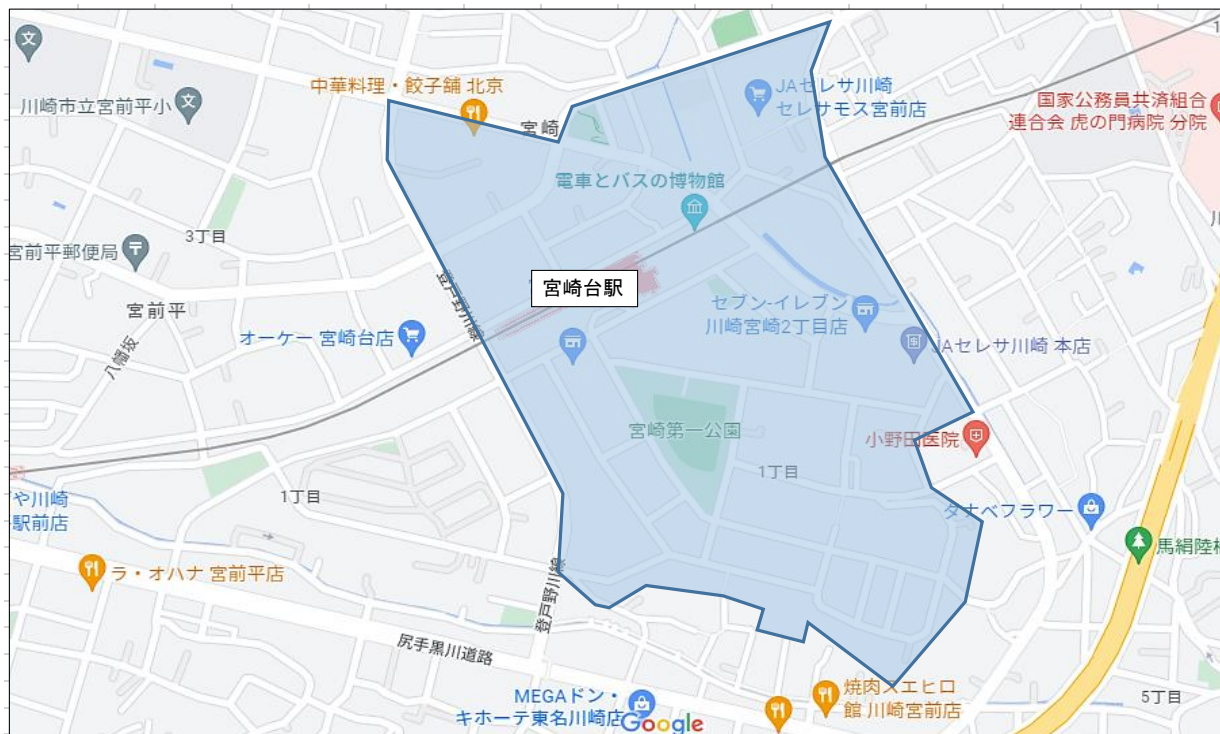 中華料理・餃子舗 北京
JAセレサ川崎
セレサモス宮前店
川崎市立宮前平小
国家公務員共済組合
連合会 虎の門病院 分院
宮崎
電車とバスの博物館
3丁目
宮前平郵便局
宮前平
登戸野川線
宮崎台駅
セブン-イレブン
川崎宮崎2丁目店
オーケー 宮崎台店
八幡坂
JAセレサ川崎 本店
宮崎第一公園
小野田医院
1丁目
1丁目
や川崎
駅前店
タナベフラワー
馬絹陸橋
ラ・オハナ 宮前平店
登戸野川線
尻手黒川道路
MEGAドン・
キホーテ東名川崎店
Google
焼肉スエヒロ
館 川崎宮前店
5丁目